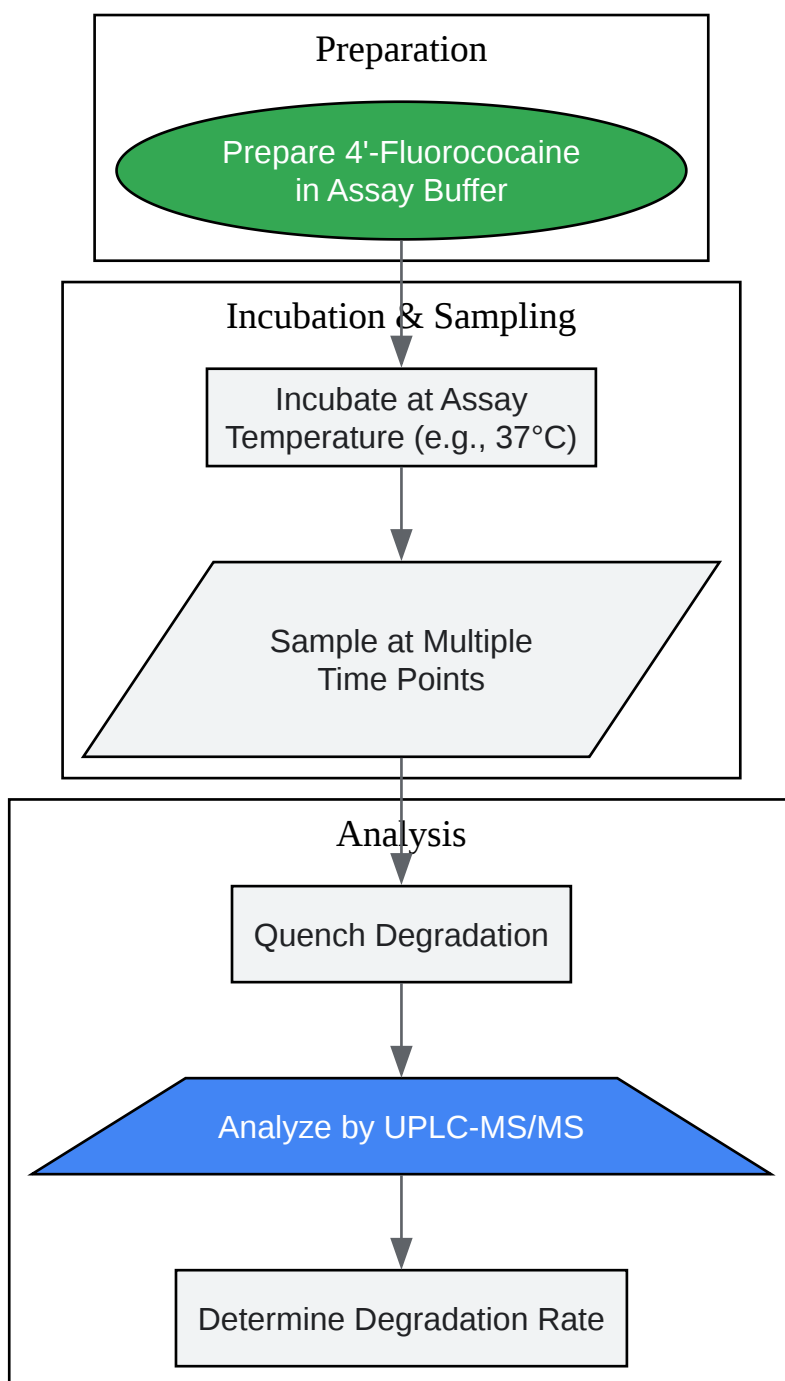 Preparation
Prepare 4'-Fluorococaine
in Assay Buffer
Incubation & Sampling
Incubate at Assay
Temperature (e.g., 37°C)
Sample at Multiple
Time Points
Analysis
Quench Degradation
Analyze by UPLC-MS/MS
Determine Degradation Rate